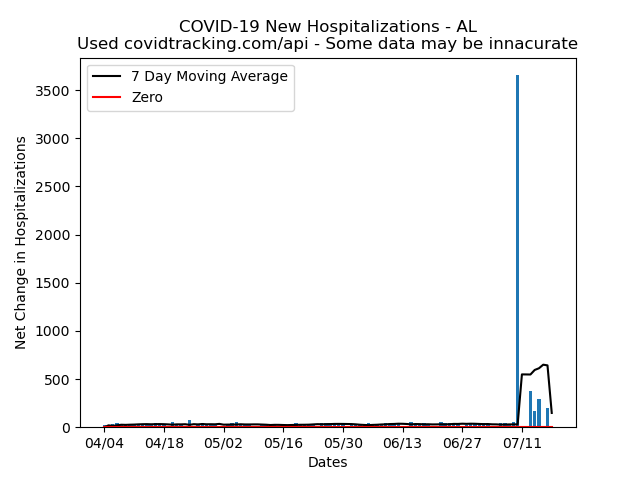 COVID-19 New Hospitalizations - AL
Used covidtracking.com/api - Some data may be innacurate
7 Day Moving Average
Zero
Net Change in Hospitalizations
3500
3000
2500
2000
1500
1000
500
0
04/04 04/18 05/02 05/16 05/30 06/13 06/27 07/11
Dates